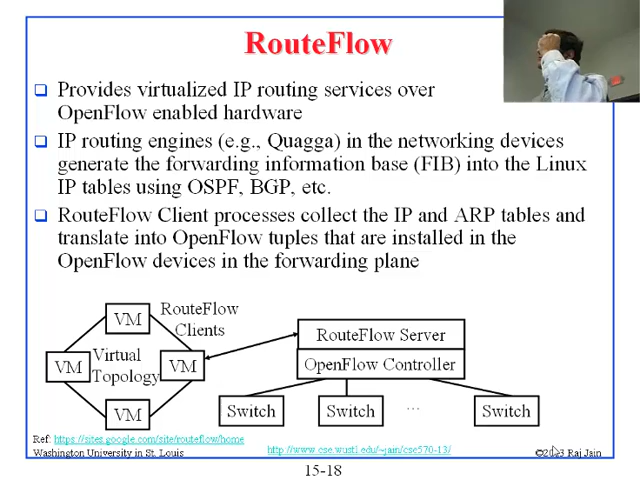 RouteFlow
Provides virtualized IP routing services over
OpenFlow enabled hardware
IP routing engines (e.g., Quagga) in the networking devices
generate the forwarding information base (FIB) into the Linux
IP tables using OSPF, BGP, etc.
RouteFlow Client processes collect the IP and ARP tables and
translate into OpenFlow tuples that are installed in the
OpenFlow devices in the forwarding plane
RouteFlow
Clients
VM
VM
Virtual
Topology
VM
VM
RouteFlow Server
OpenFlow Controller
Switch
Switch
...
Switch
Ref: https://sites.google.com/site/routeflow/home
Washington University in St. Louis
http://www.cse.wustl.edu/~jain/cse570-13/
©2013 Raj Jain
15-18